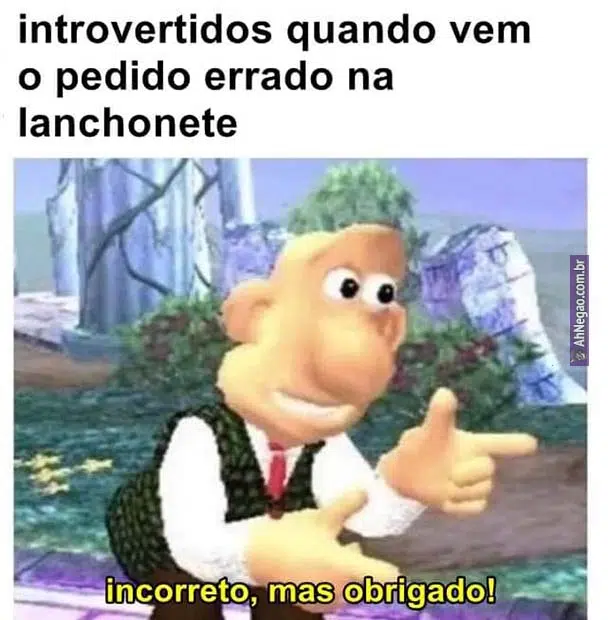 introvertidos quando vem
o pedido errado na
lanchonete
AhNegao.com.br
incorreto, mas obrigado!